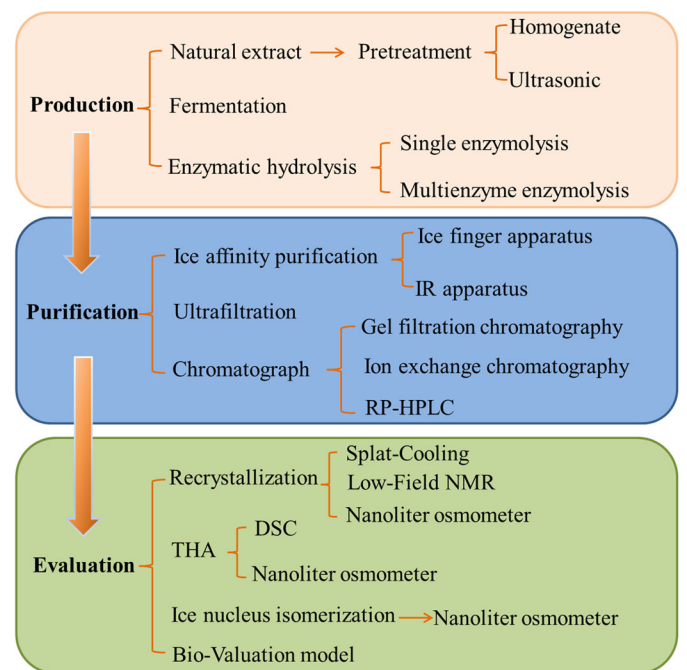 Homogenate
Natural extract
Pretreatment
Ultrasonic
Production
Fermentation
Single enzymolysis
Enzymatic hydrolysis
Multienzyme enzymolysis
Ice finger apparatus
Ice affinity purification
IR apparatus
Purification
Ultrafiltration
Gel filtration chromatography
Chromatograph
Ion exchange chromatography
RP-HPLC
Splat-Cooling
Recrystallization
Low-Field NMR
Nanoliter osmometer
DSC
THA
Evaluation
Nanoliter osmometer
Ice nucleus isomerization
Nanoliter osmometer
Bio-Valuation model